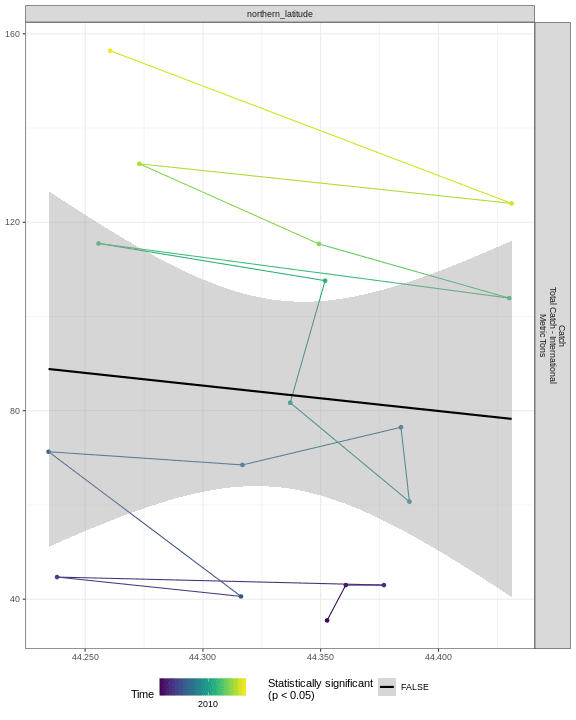 northern_latitude
160
120
80
40
Catch
Total Catch - International
Metric Tons
44.250
44.300
44.350
44.400
Time
2010
Statistically significant
(p < 0.05)
FALSE